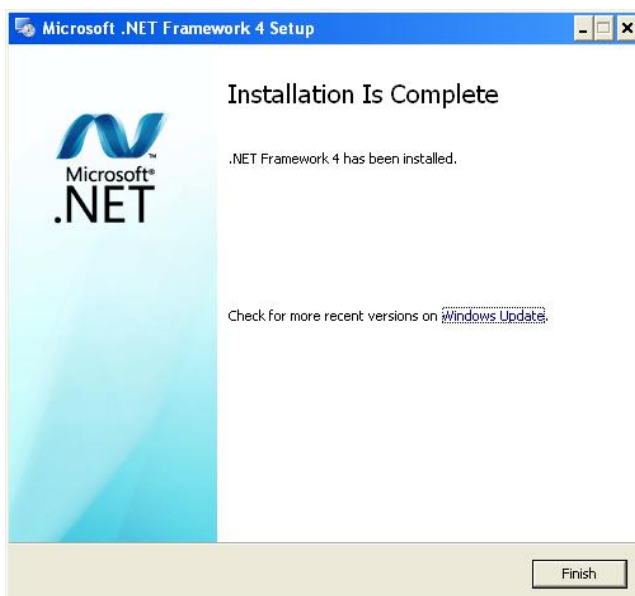 Microsoft .NET Framework 4 Setup
Installation Is Complete
.NET Framework 4 has been installed.
Microsoft®
.NET™
Check for more recent versions on Windows Update.
Finish